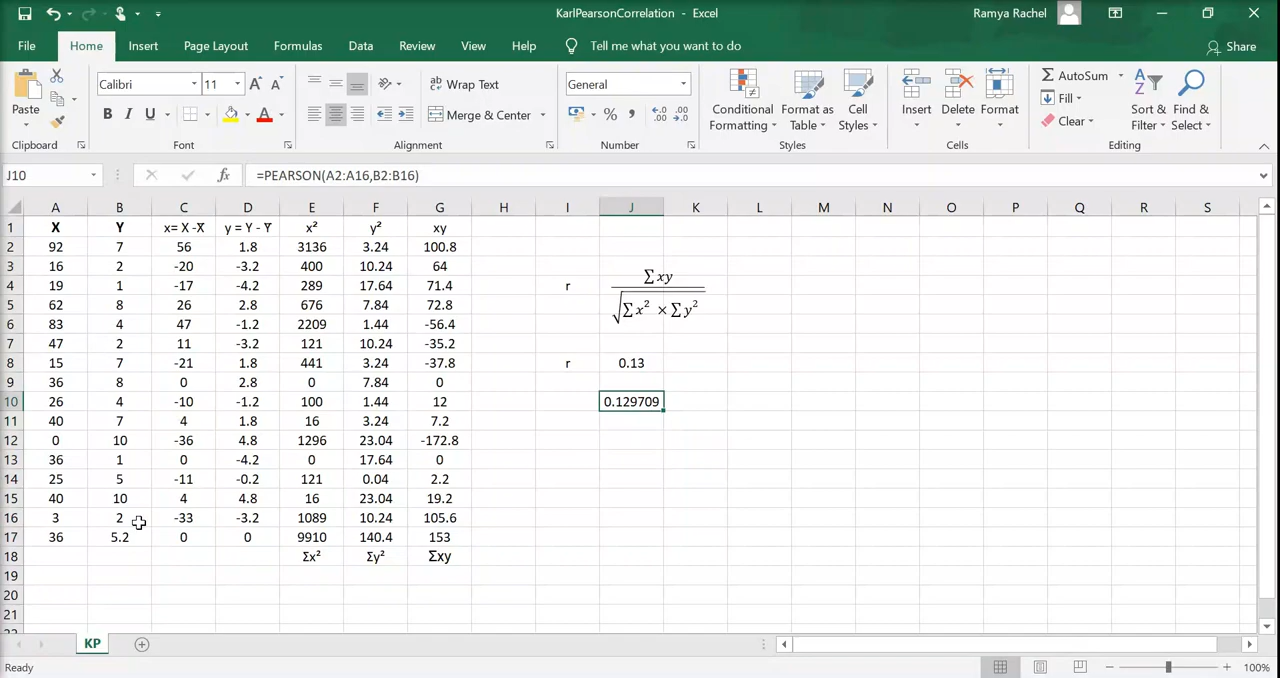 KarlPearsonCorrelation - Excel
Ramya Rachel
File Home Insert Page Layout Formulas Data Review View Help Tell me what you want to do Share
Paste
Calibri 11 A A
B I U A
ab Wrap Text
Merge & Center
General
% , .0 .00 .00 .0
Conditional Formatting
Format as Table
Cell Styles
Insert Delete Format
Σ AutoSum
Fill
Clear
A Z Sort & Filter
Find & Select
Clipboard Font Alignment Number Styles Cells Editing
J10 fx =PEARSON(A2:A16,B2:B16)
A B C D E F G H I J K L M N O P Q R S
1 X Y x= X -X̅ y = Y - Y̅ x² y² xy
2 92 7 56 1.8 3136 3.24 100.8
3 16 2 -20 -3.2 400 10.24 64
4 19 1 -17 -4.2 289 17.64 71.4 r ∑xy / √∑x² × ∑y²
5 62 8 26 2.8 676 7.84 72.8
6 83 4 47 -1.2 2209 1.44 -56.4
7 47 2 11 -3.2 121 10.24 -35.2
8 15 7 -21 1.8 441 3.24 -37.8 r 0.13
9 36 8 0 2.8 0 7.84 0
10 26 4 -10 -1.2 100 1.44 12 0.129709
11 40 7 4 1.8 16 3.24 7.2
12 0 10 -36 4.8 1296 23.04 -172.8
13 36 1 0 -4.2 0 17.64 0
14 25 5 -11 -0.2 121 0.04 2.2
15 40 10 4 4.8 16 23.04 19.2
16 3 2 -33 -3.2 1089 10.24 105.6
17 36 5.2 0 0 9910 140.4 153
18 Σx² Σy² Σxy
19
20
21
KP
Ready 100%